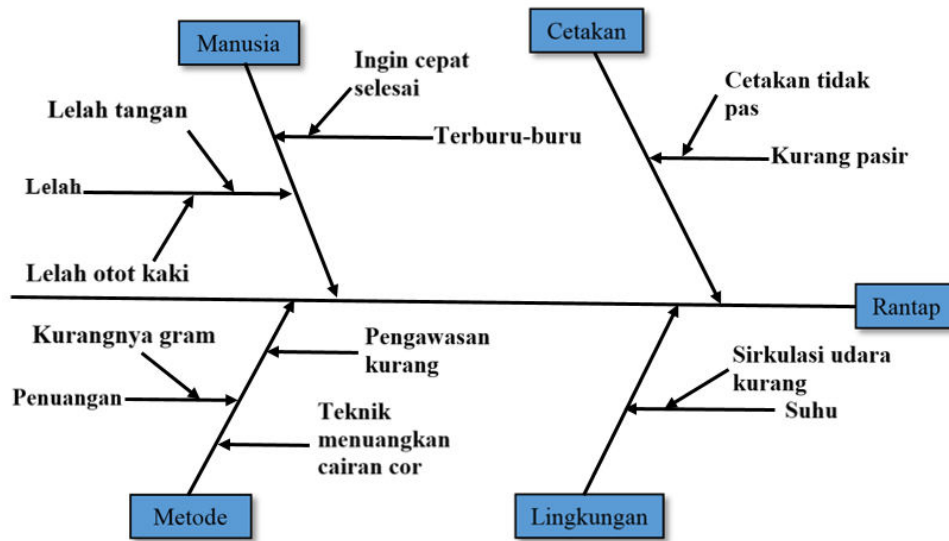 Manusia
Cetakan
Ingin cepat
selesai
Cetakan tidak
pas
Lelah tangan
Terburu-buru
Kurang pasir
Lelah
Lelah otot kaki
Rantap
Kurangnya gram
Pengawasan
kurang
Sirkulasi udara
kurang
Penuangan
Suhu
Teknik
menuangkan
cairan cor
Metode
Lingkungan